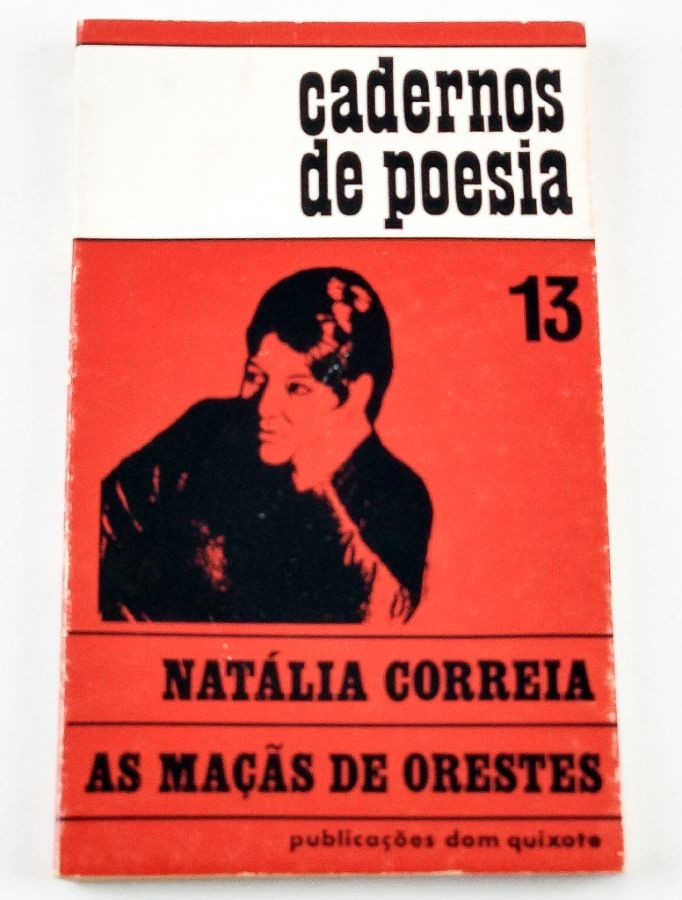 cadernos
de poesia
13
NATÁLIA CORREIA
AS MAÇÃS DE ORESTES
publicações dom quixote